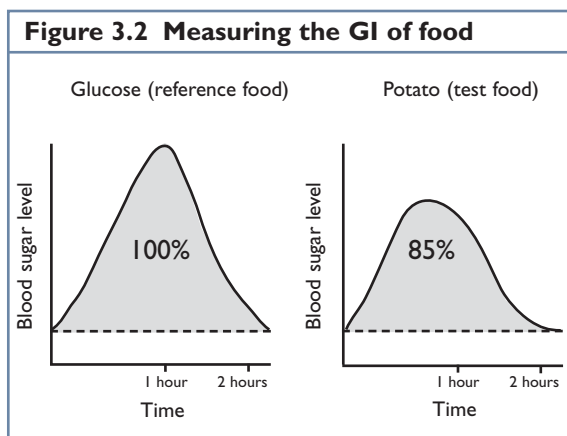 Figure 3.2 Measuring the GI of food
Glucose (reference food)
Blood sugar level
100%
1 hour
2 hours
Time
Potato (test food)
Blood sugar level
85%
1 hour
2 hours
Time